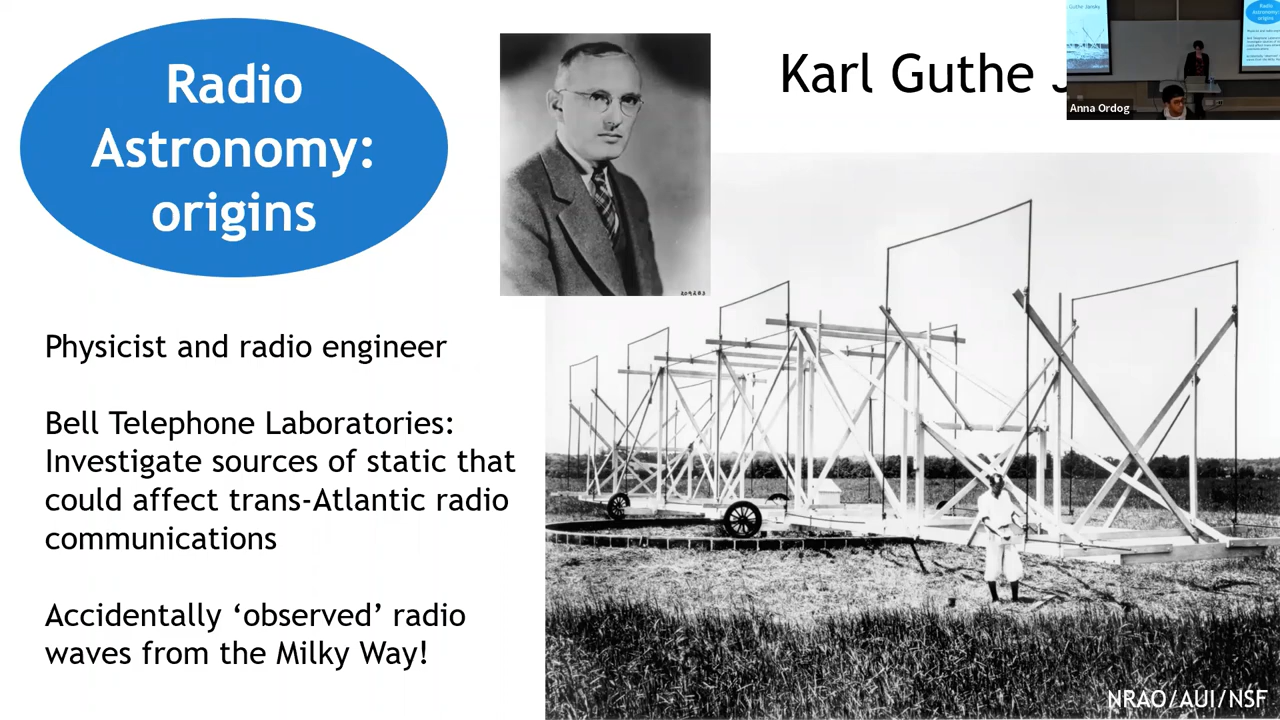 Radio
Astronomy:
origins
Karl Guthe J
Anna Ordog
Physicist and radio engineer
Bell Telephone Laboratories:
Investigate sources of static that
could affect trans-Atlantic radio
communications
Accidentally ‘observed’ radio
waves from the Milky Way!
NRAO/AUI/NSF